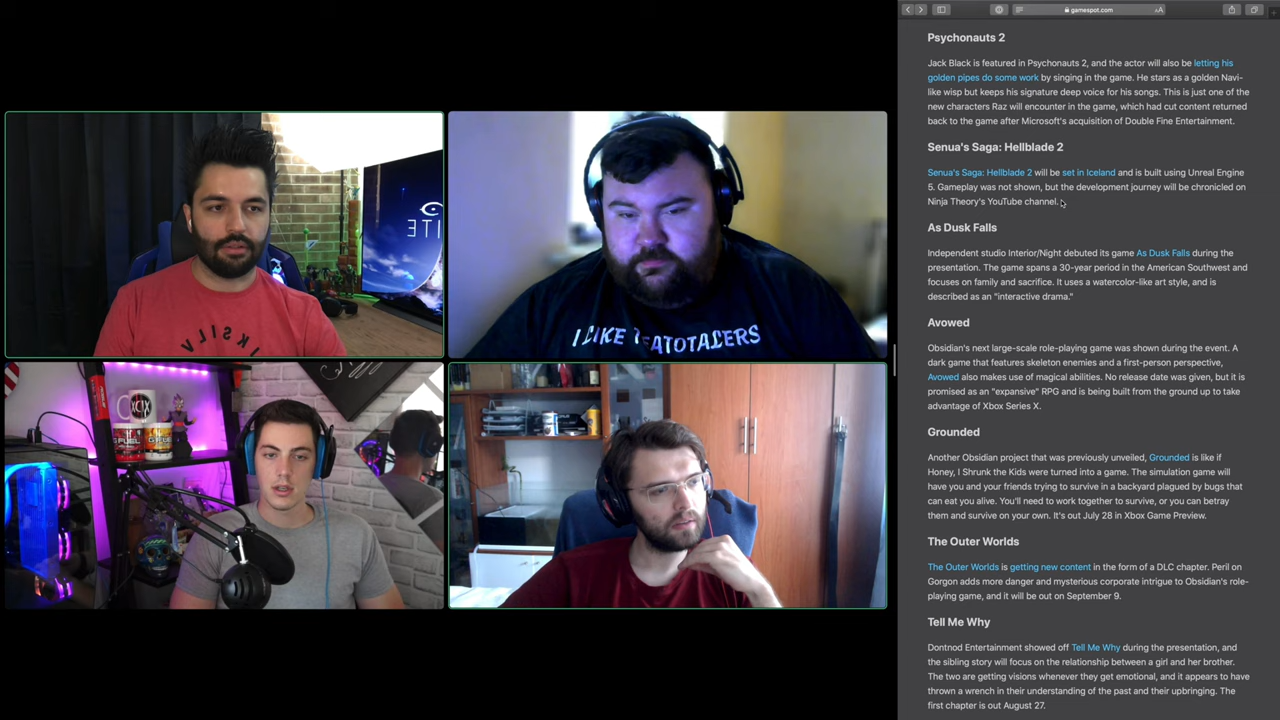 gamespot.com
AA
Psychonauts 2
Jack Black is featured in Psychonauts 2, and the actor will also be letting his
golden pipes do some work by singing in the game. He stars as a golden Navi-
like wisp but keeps his signature deep voice for his songs. This is just one of the
new characters Raz will encounter in the game, which had cut content returned
back to the game after Microsoft's acquisition of Double Fine Entertainment.
Senua's Saga: Hellblade 2
Senua's Saga: Hellblade 2 will be set in Iceland and is built using Unreal Engine
5. Gameplay was not shown, but the development journey will be chronicled on
Ninja Theory's YouTube channel.
As Dusk Falls
Independent studio Interior/Night debuted its game As Dusk Falls during the
presentation. The game spans a 30-year period in the American Southwest and
focuses on family and sacrifice. It uses a watercolor-like art style, and is
described as an "interactive drama."
Avowed
Obsidian's next large-scale role-playing game was shown during the event. A
dark game that features skeleton enemies and a first-person perspective,
Avowed also makes use of magical abilities. No release date was given, but it is
promised as an "expansive" RPG and is being built from the ground up to take
advantage of Xbox Series X.
Grounded
Another Obsidian project that was previously unveiled, Grounded is like if
Honey, I Shrunk the Kids were turned into a game. The simulation game will
have you and your friends trying to survive in a backyard plagued by bugs that
can eat you alive. You'll need to work together to survive, or you can betray
them and survive on your own. It's out July 28 in Xbox Game Preview.
The Outer Worlds
The Outer Worlds is getting new content in the form of a DLC chapter. Peril on
Gorgon adds more danger and mysterious corporate intrigue to Obsidian's role-
playing game, and it will be out on September 9.
Tell Me Why
Dontnod Entertainment showed off Tell Me Why during the presentation, and
the sibling story will focus on the relationship between a girl and her brother.
The two are getting visions whenever they get emotional, and it appears to have
thrown a wrench in their understanding of the past and their upbringing. The
first chapter is out August 27.
I LIKE
G FUEL